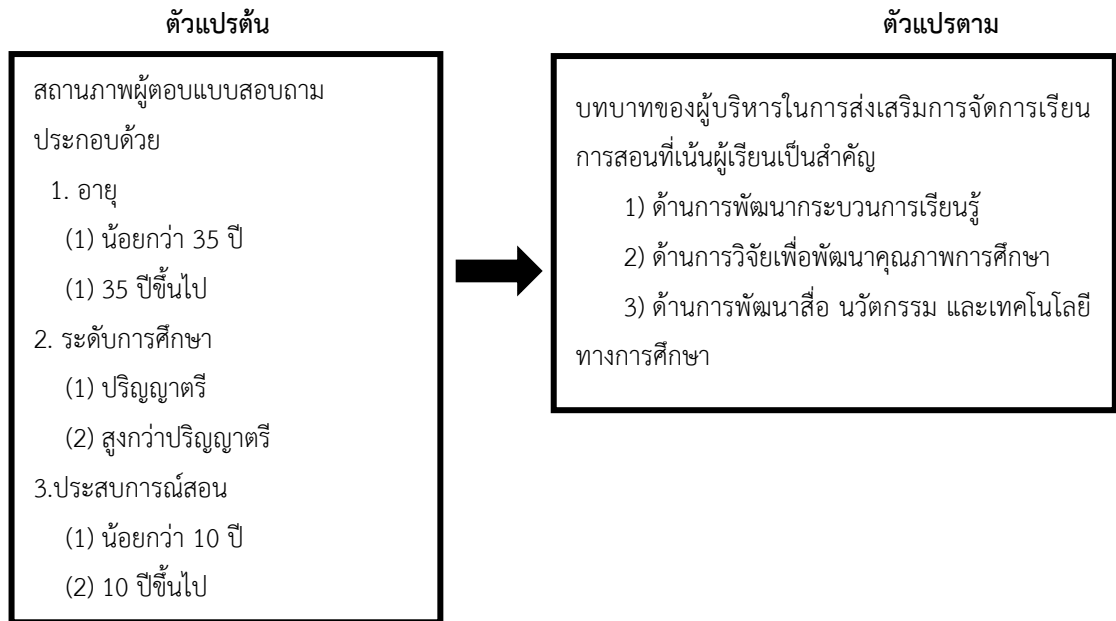 ตัวแปรต้น
สถานภาพผู้ตอบแบบสอบถาม
ประกอบด้วย
1. อายุ
(1) น้อยกว่า 35 ปี
(1) 35 ปีขึ้นไป
2. ระดับการศึกษา
(1) ปริญญาตรี
(2) สูงกว่าปริญญาตรี
3.ประสบการณ์สอน
(1) น้อยกว่า 10 ปี
(2) 10 ปีขึ้นไป
ตัวแปรตาม
บทบาทของผู้บริหารในการส่งเสริมการจัดการเรียน
การสอนที่เน้นผู้เรียนเป็นสำคัญ
1) ด้านการพัฒนากระบวนการเรียนรู้
2) ด้านการวิจัยเพื่อพัฒนาคุณภาพการศึกษา
3) ด้านการพัฒนาสื่อ นวัตกรรม และเทคโนโลยี
ทางการศึกษา